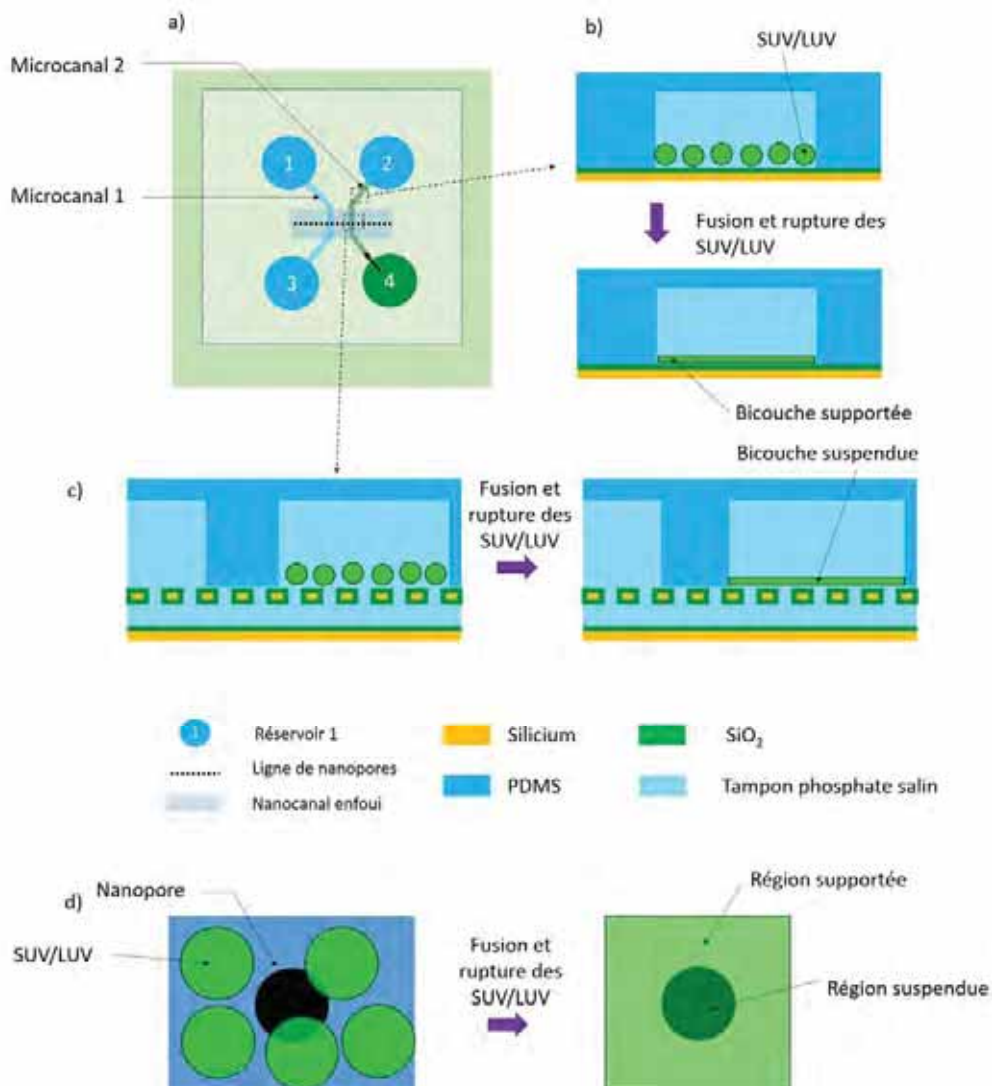 a)
Microcanal 2
Microcanal 1
1
2
3
4
b)
SUV/LUV
Fusion et rupture des
SUV/LUV
Bicouche supportée
Bicouche suspendue
c)
Fusion et
rupture des
SUV/LUV
1
Réservoir 1
Ligne de nanopores
Nanocanal enfoui
Silicium
PDMS
SiO₂
Tampon phosphate salin
d)
Nanopore
SUV/LUV
Fusion et
rupture des
SUV/LUV
Région supportée
Région suspendue